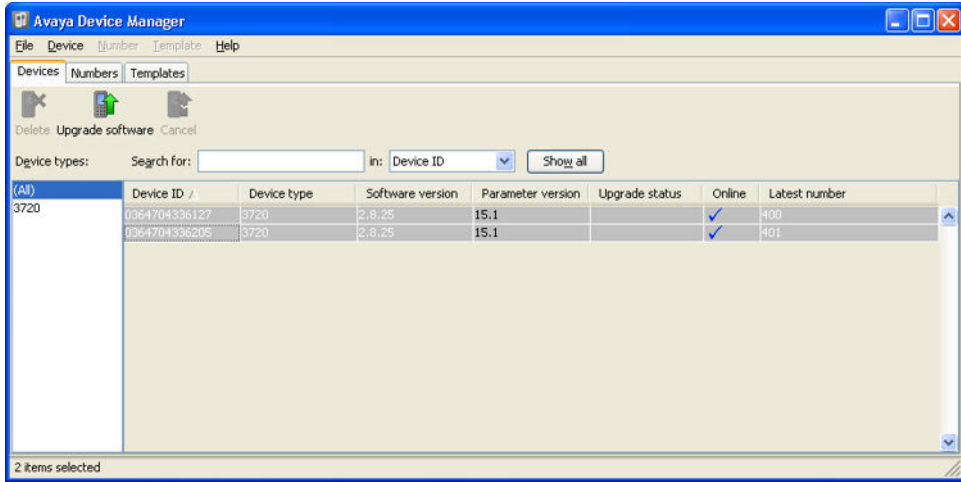 Avaya Device Manager
File Device Number Template Help
Devices Numbers Templates
Delete Upgrade software Cancel
Device types: Search for: in: Device ID Show all
(All) Device ID Device type Software version Parameter version Upgrade status Online Latest number
3720 0364704336127 3720 2.8.25 15.1 400
0364704336205 3720 2.8.25 15.1 401
2 items selected